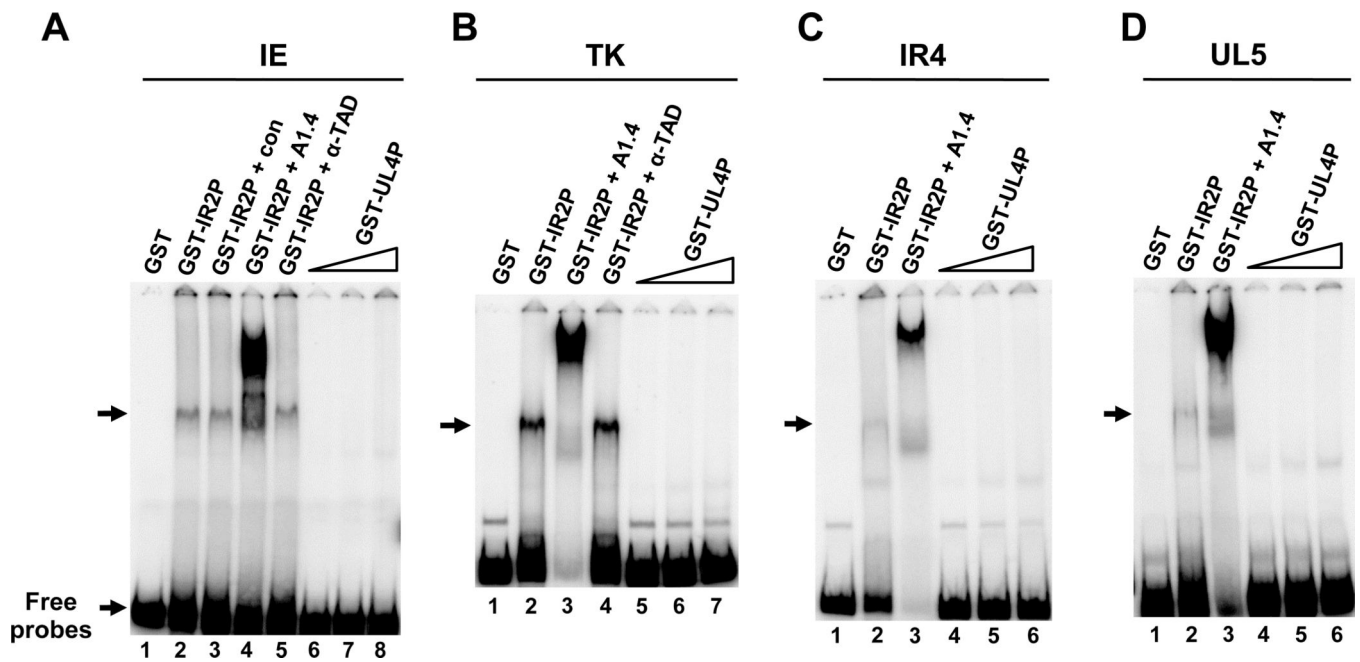 A
IE
GST
GST-IR2P
GST-IR2P + con
GST-IR2P + A1.4
GST-IR2P + α-TAD
GST-UL4P
Free
probes
1 2 3 4 5 6 7 8
B
TK
GST
GST-IR2P
GST-IR2P + A1.4
GST-IR2P + α-TAD
GST-UL4P
1 2 3 4 5 6 7
C
IR4
GST
GST-IR2P
GST-IR2P + A1.4
GST-UL4P
1 2 3 4 5 6
D
UL5
GST
GST-IR2P
GST-IR2P + A1.4
GST-UL4P
1 2 3 4 5 6